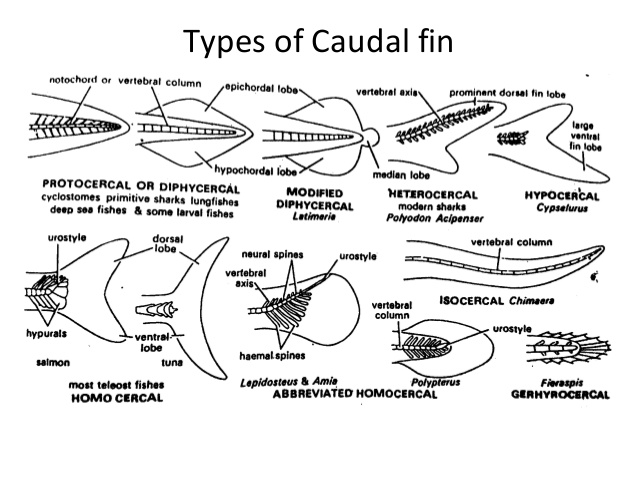 Types of Caudal fin
notochord or vertebral column
epichordal lobe
vertebral axis
prominent dorsal fin lobe
large
ventral
fin lobe
hypochordal lobe
median lobe
PROTOCERCAL OR DIPHYCERCAL
cyclostomes primitive sharks lungfishes
deep sea fishes & some larval fishes
MODIFIED
DIPHYCERCAL
Latimeria
HETEROCERCAL
modern sharks
Polyodon Acipenser
HYPOCERCAL
Cypselurus
urostyle
dorsal
lobe
neural spines
urostyle
vertebral
axis
vertebral column
ISOCERCAL Chimaera
hypurals
ventral
lobe
haemal spines
vertebral
column
urostyle
salmon
tuna
most teleost fishes
HOMO CERCAL
Lepidosteus & Amia
Polypterus
ABBREVIATED HOMOCERCAL
Fieraspis
GERHYROCERCAL